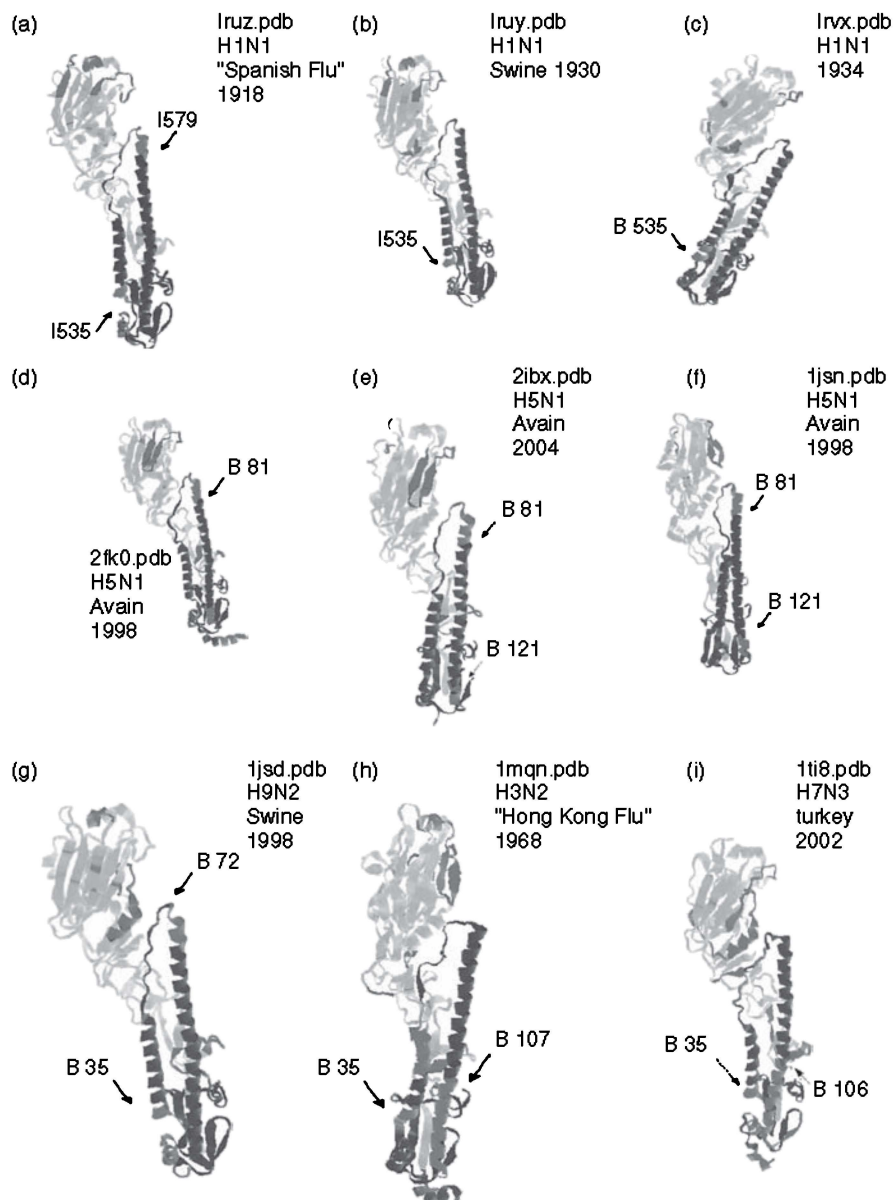 (a)
lruz.pdb
H1N1
"Spanish Flu"
1918
I579
I535
(b)
lruy.pdb
H1N1
Swine 1930
I535
(c)
lrvx.pdb
H1N1
1934
B 535
(d)
B 81
2fk0.pdb
H5N1
Avain
1998
(e)
2ibx.pdb
H5N1
Avain
2004
B 81
B 121
(f)
1jsn.pdb
H5N1
Avain
1998
B 81
B 121
(g)
1jsd.pdb
H9N2
Swine
1998
B 72
B 35
(h)
1mqn.pdb
H3N2
"Hong Kong Flu"
1968
B 35
B 107
(i)
1ti8.pdb
H7N3
turkey
2002
B 35
B 106